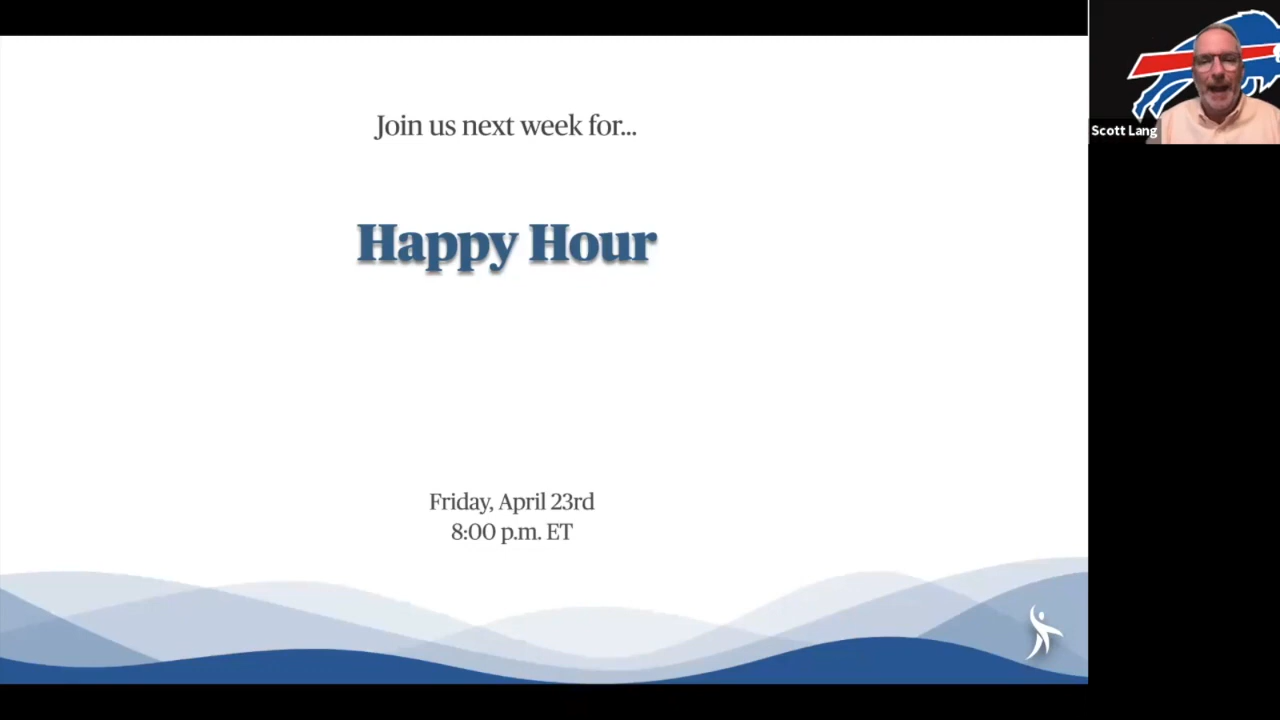 Join us next week for...
Happy Hour
Friday, April 23rd
8:00 p.m. ET
Scott Lang